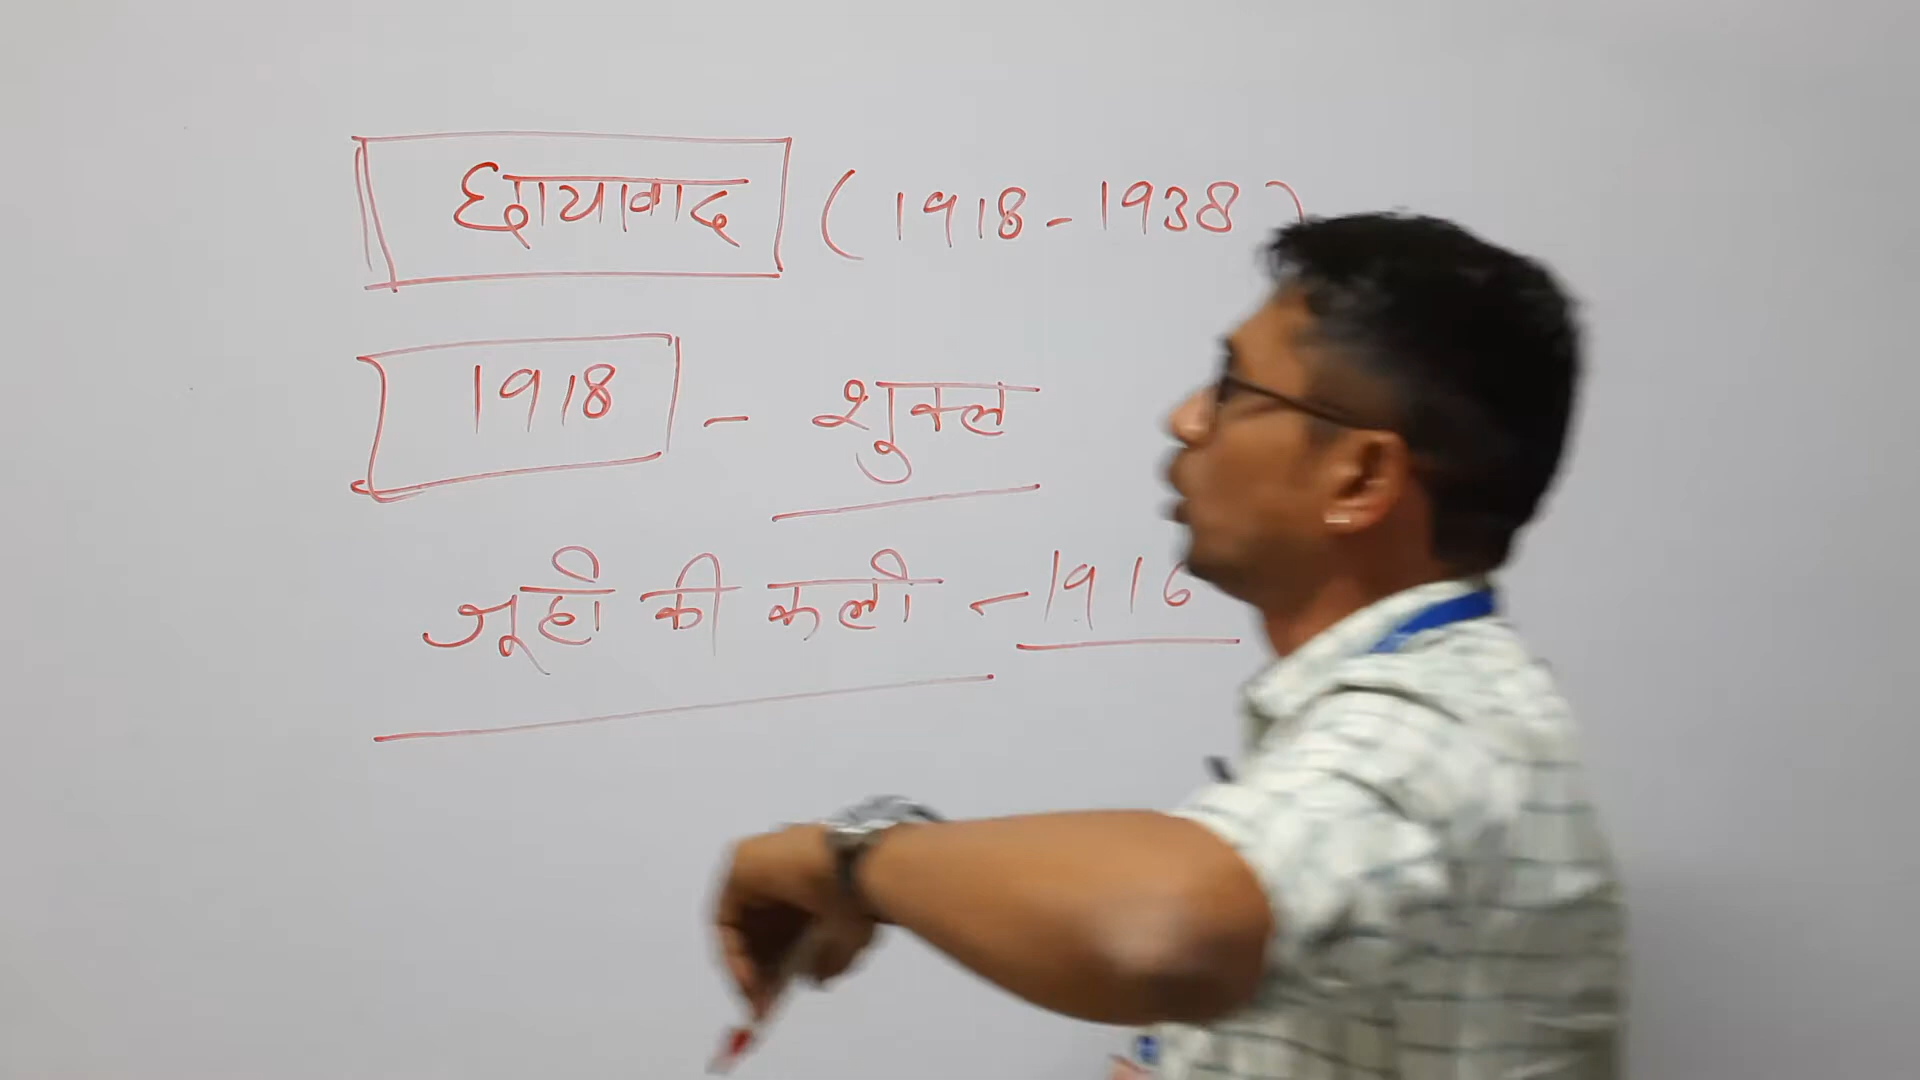 छायावाद (1918-1938)
1918 - शुक्ल
जूही की कली - 1916